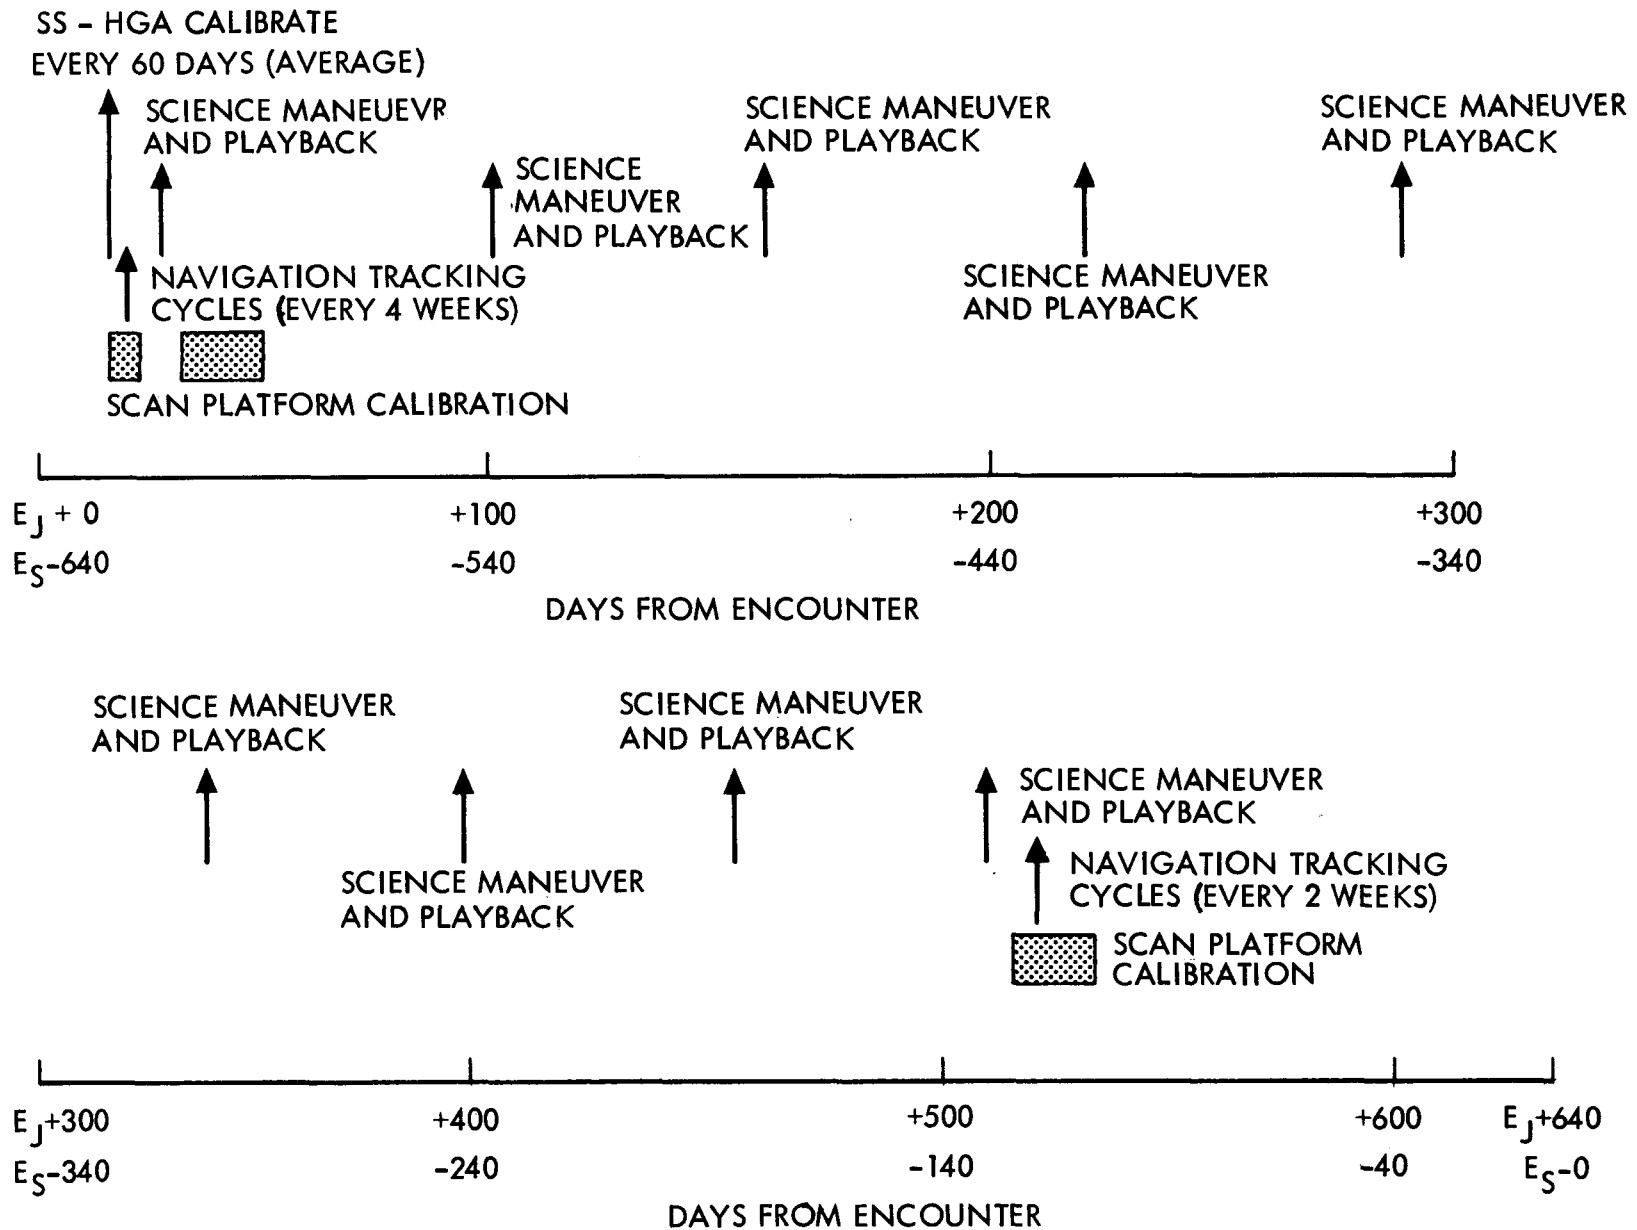 SS - HGA CALIBRATE
EVERY 60 DAYS (AVERAGE)
SCIENCE MANEUEVR
AND PLAYBACK
SCIENCE
MANEUVER
AND PLAYBACK
SCIENCE MANEUVER
AND PLAYBACK
SCIENCE MANEUVER
AND PLAYBACK
SCIENCE MANEUVER
AND PLAYBACK
NAVIGATION TRACKING
CYCLES (EVERY 4 WEEKS)
SCAN PLATFORM CALIBRATION
EJ + 0 +100 +200 +300
ES-640 -540 -440 -340
DAYS FROM ENCOUNTER
SCIENCE MANEUVER
AND PLAYBACK
SCIENCE MANEUVER
AND PLAYBACK
SCIENCE MANEUVER
AND PLAYBACK
SCIENCE MANEUVER
AND PLAYBACK
NAVIGATION TRACKING
CYCLES (EVERY 2 WEEKS)
SCAN PLATFORM
CALIBRATION
EJ+300 +400 +500 +600 EJ+640
ES-340 -240 -140 -40 ES-0
DAYS FROM ENCOUNTER